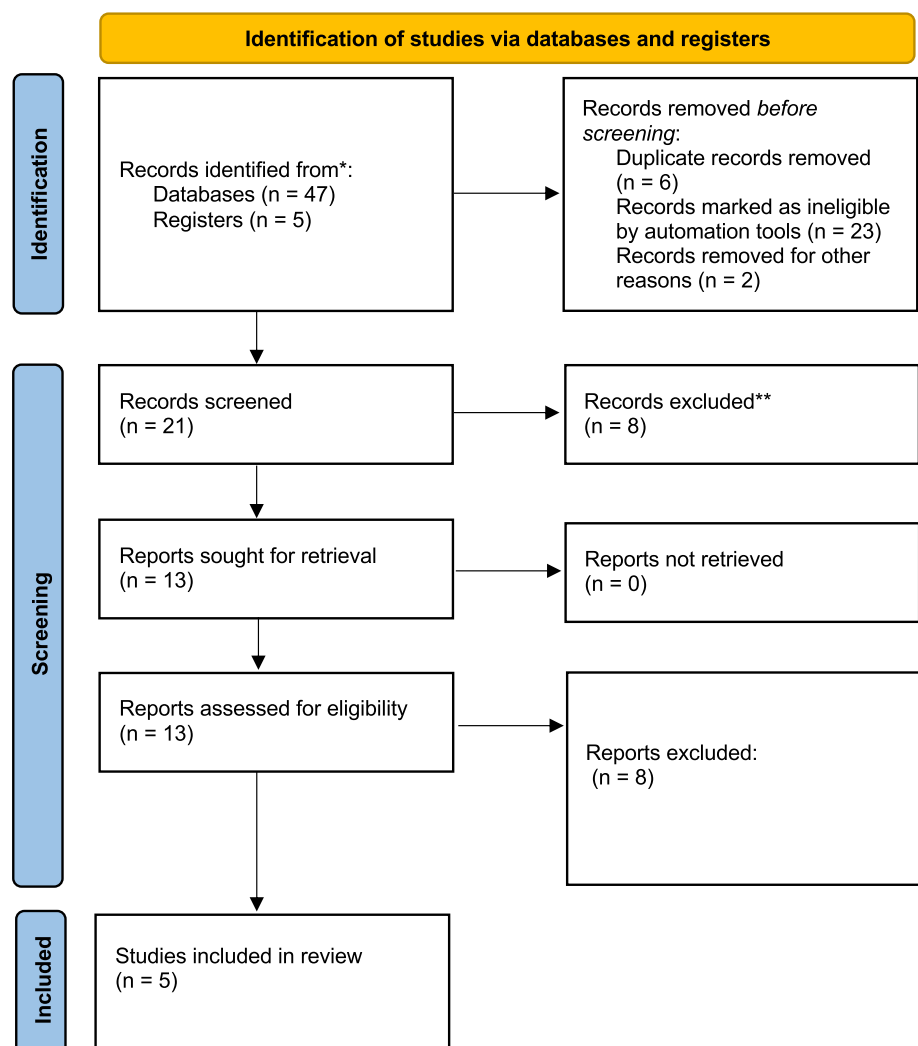 Identification of studies via databases and registers
Identification
Records identified from*:
Databases (n = 47)
Registers (n = 5)
Records removed before
screening:
Duplicate records removed
(n = 6)
Records marked as ineligible
by automation tools (n = 23)
Records removed for other
reasons (n = 2)
Screening
Records screened
(n = 21)
Records excluded**
(n = 8)
Reports sought for retrieval
(n = 13)
Reports not retrieved
(n = 0)
Reports assessed for eligibility
(n = 13)
Reports excluded:
(n = 8)
Included
Studies included in review
(n = 5)